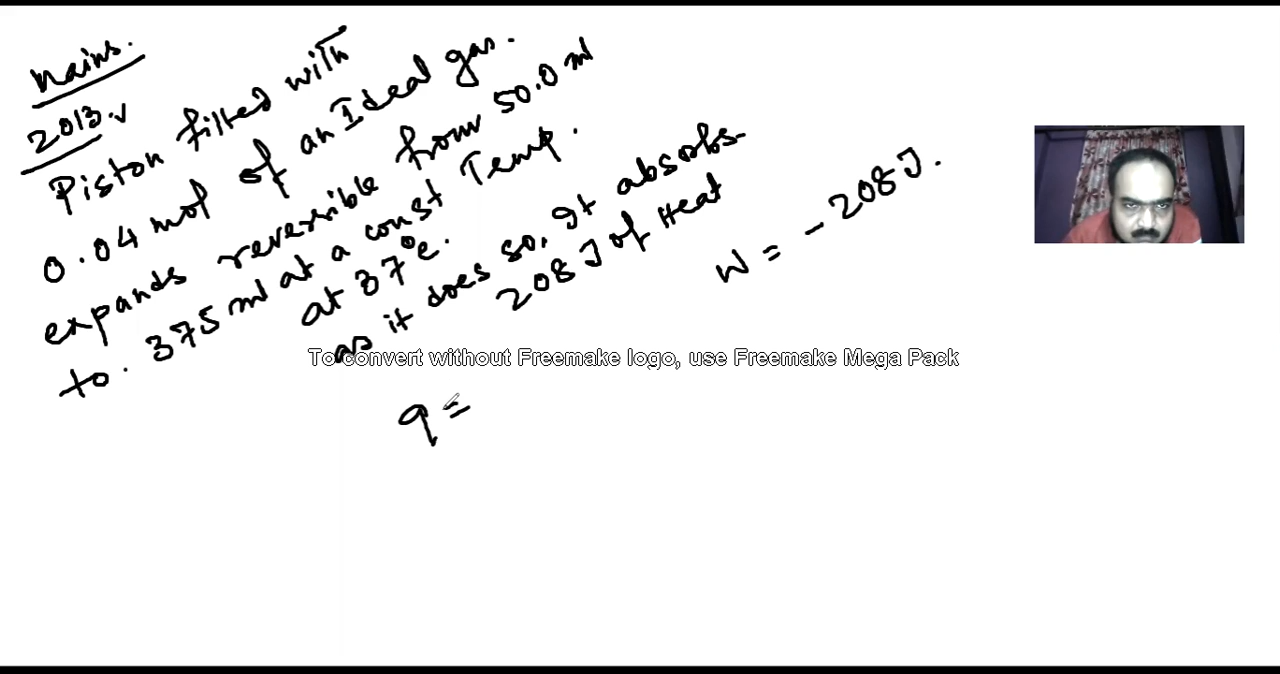 Mains.
2013.
Piston filled with
0.04 mol of an Ideal gas.
expands reversible from 50.0 ml
to. 375 ml at a const Temp.
at 37°C.
as it does so, It absorbs-
208 J of Heat
W = - 208 J.
q =
To convert without Freemake logo, use Freemake Mega Pack